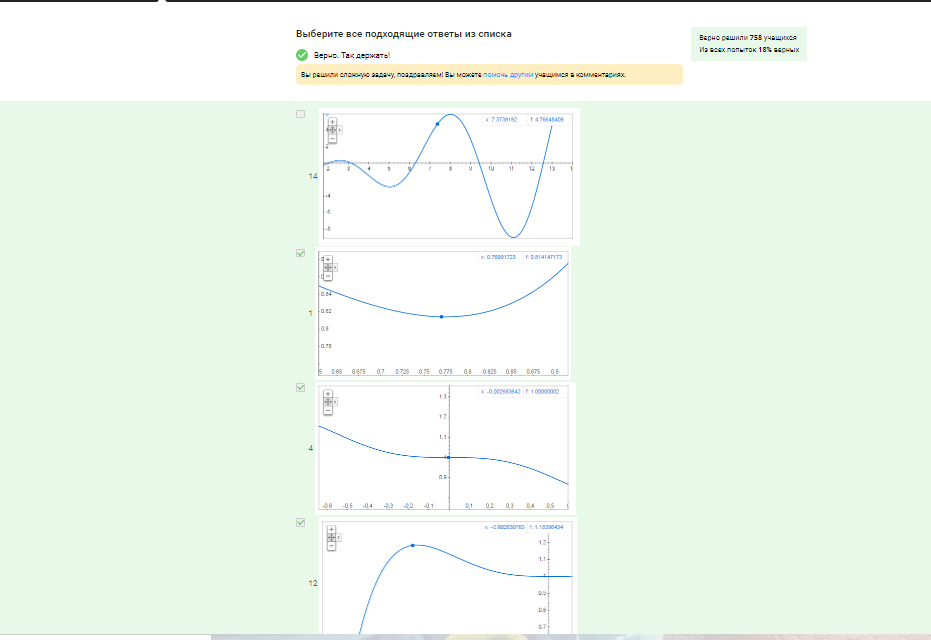 Выберите все подходящие ответы из списка
Верно решили 758 учащихся
Из всех попыток 18% верных
Верно. Так держать!
Вы решили сложную задачу, поздравляем! Вы можете помочь другим учащимся в комментариях.
x: 7.3739192 f: 4.76648409
2 3 4 5 6 7 8 9 10 11 12 13 1
-4
-6
-8
14
x: 0.76991723 f: 0.814147173
0.84
0.82
0.8
0.78
5 0.65 0.675 0,7 0.725 0.75 0.775 0,8 0.825 0.85 0.875 0,9
1
x: -0.002683642 f: 1.00000002
1.3
1.2
1.1
1
0.9
-0.6 -0.5 -0.4 -0.3 -0.2 -0.1 0,1 0,2 0,3 0,4 0,5
4
1.2
1.1
1
0.9
0.8
0.7
12